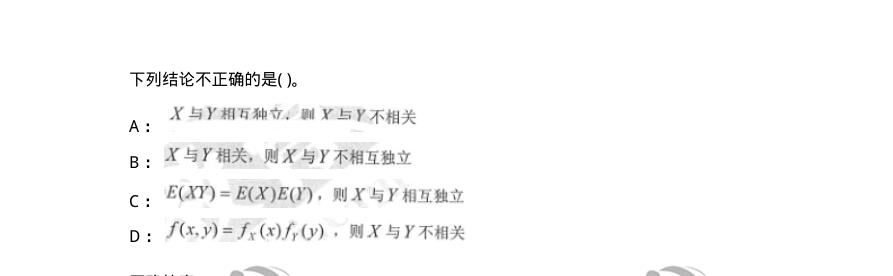 下列结论不正确的是( )。
A： X 与 Y 相互独立，则 X 与 Y 不相关
B： X 与 Y 相关，则 X 与 Y 不相互独立
C： E(XY) = E(X)E(Y)，则 X 与 Y 相互独立
D： f(x,y) = f_X(x)f_Y(y) ，则 X 与 Y 不相关